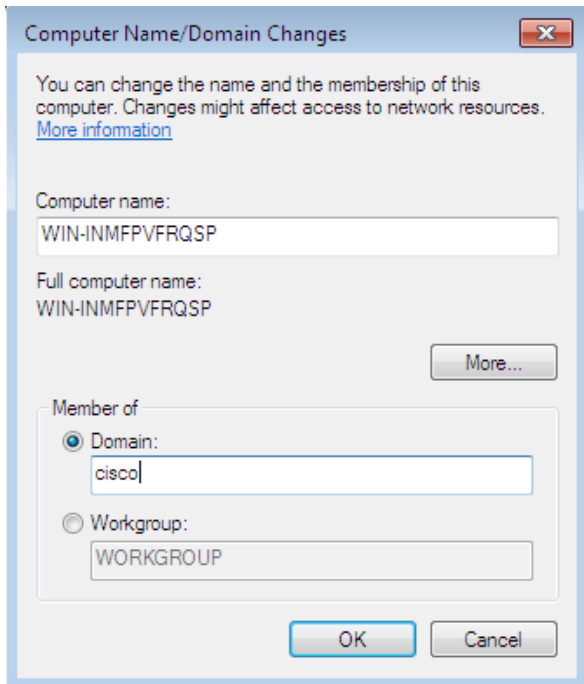 Computer Name/Domain Changes
You can change the name and the membership of this
computer. Changes might affect access to network resources.
More information
Computer name:
WIN-INMFPVFRQSP
Full computer name:
WIN-INMFPVFRQSP
More...
Member of
Domain:
cisco
Workgroup:
WORKGROUP
OK Cancel